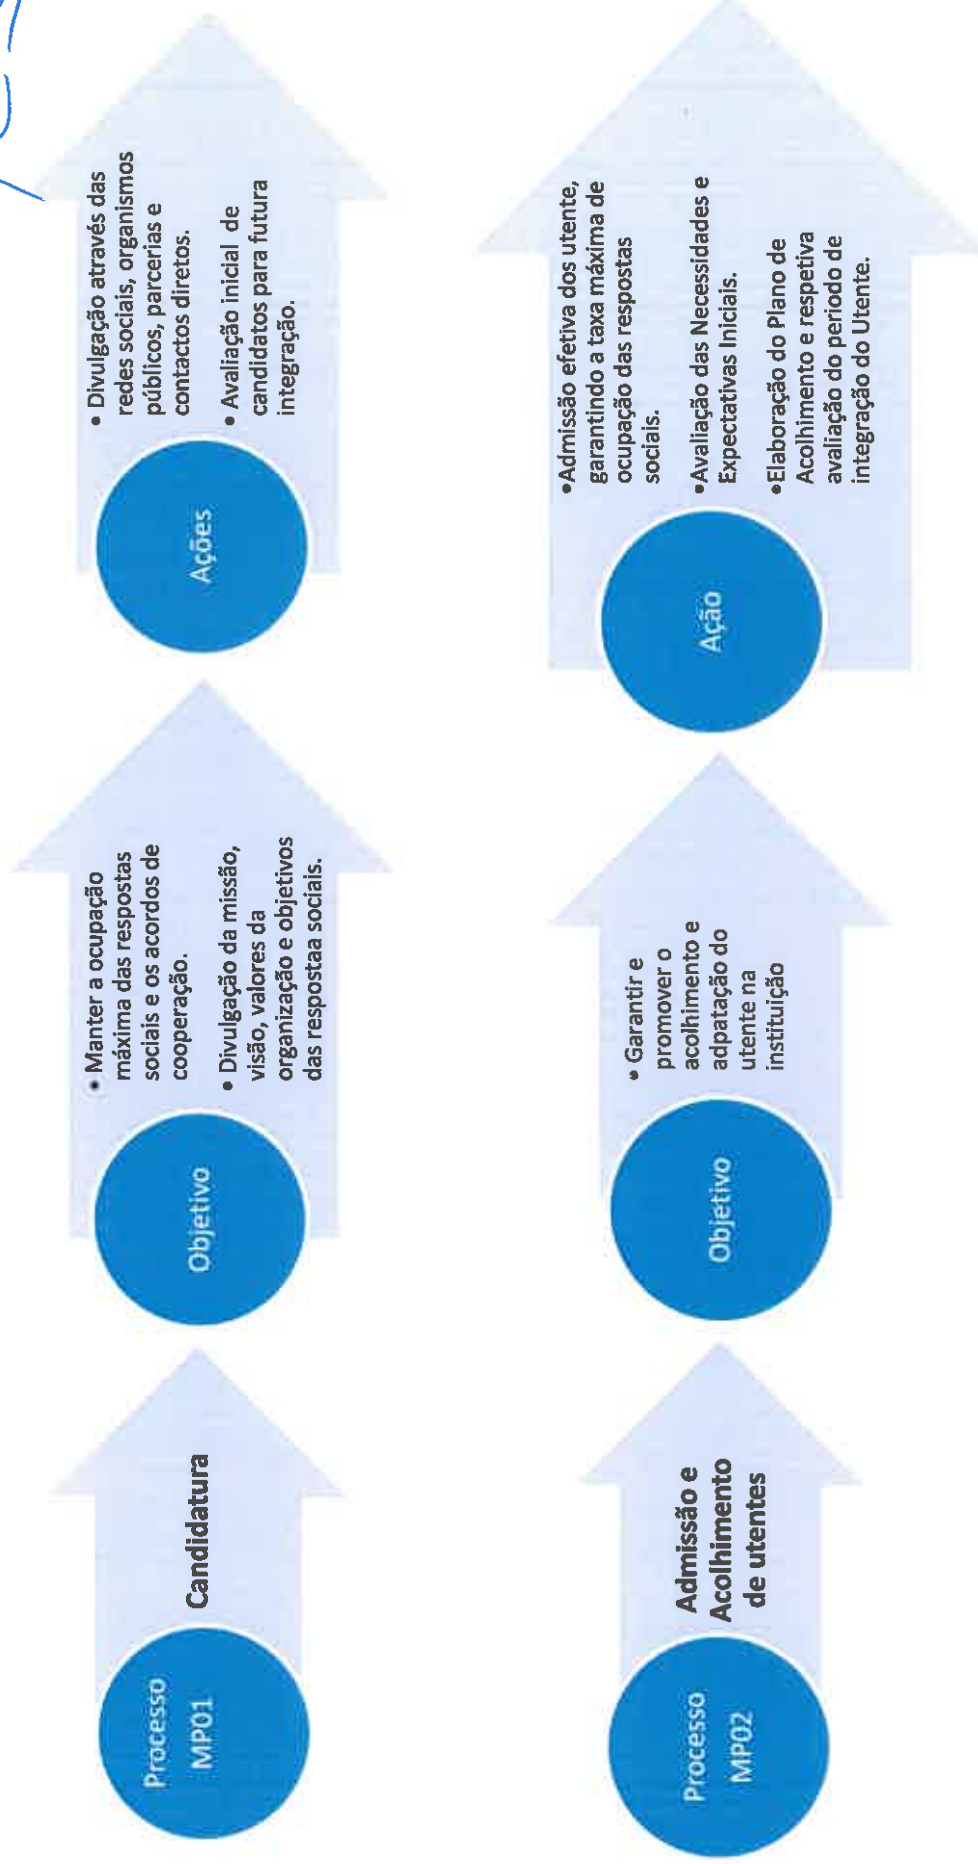 Processo
MP01
Candidatura
Objetivo
• Manter a ocupação
máxima das respostas
sociais e os acordos de
cooperação.
• Divulgação da missão,
visão, valores da
organização e objetivos
das respostaa sociais.
Ações
• Divulgação através das
redes sociais, organismos
públicos, parcerias e
contactos diretos.
• Avaliação inicial de
candidatos para futura
integração.
Processo
MP02
Admissão e
Acolhimento
de utentes
Objetivo
• Garantir e
promover o
acolhimento e
adpatação do
utente na
instituição
Ação
•Admissão efetiva dos utente,
garantindo a taxa máxima de
ocupação das respostas
sociais.
•Avaliação das Necessidades e
Expectativas Iniciais.
•Elaboração do Plano de
Acolhimento e respetiva
avaliação do periodo de
integração do Utente.